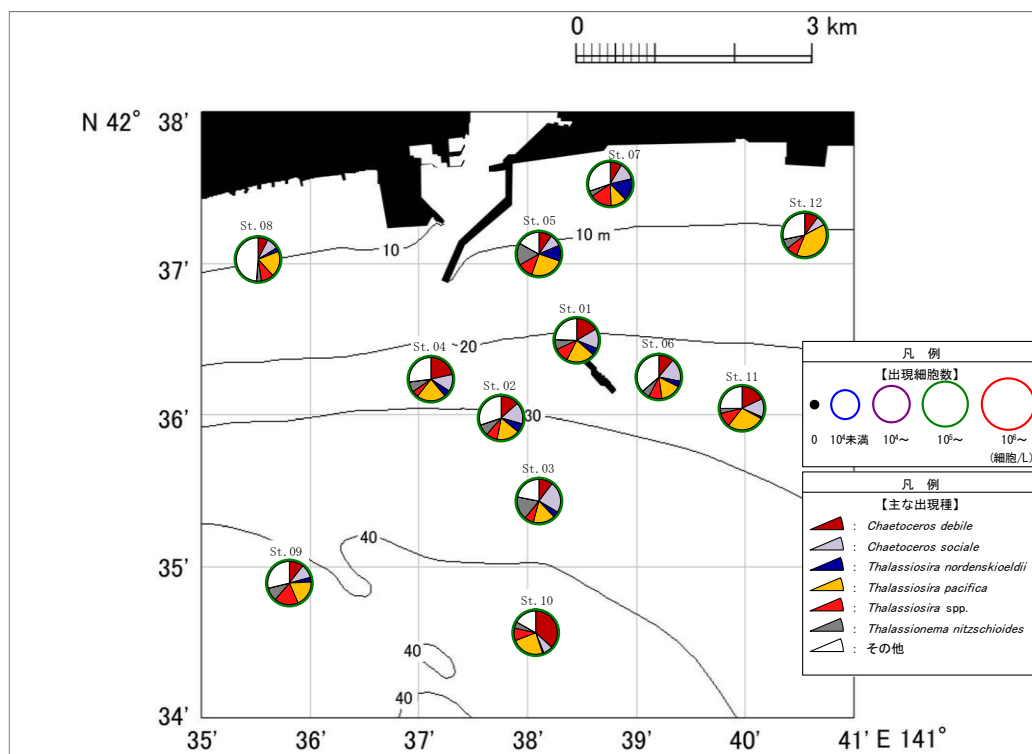 0 3 km
N 42° 38'
St.07
St.12
St.08
St.05
10
10 m
37'
St.01
20
St.04
St.06
St.11
St.02
36'
30
St.03
40
35'
St.09
St.10
40
40
34'
35' 36' 37' 38' 39' 40' 41' E 141°
凡 例
【出現細胞数】
0 10⁴未満 10⁴~ 10⁵~ 10⁶~
(細胞/L)
凡 例
【主な出現種】
: Chaetoceros debile
: Chaetoceros sociale
: Thalassiosira nordenskioeldii
: Thalassiosira pacifica
: Thalassiosira spp.
: Thalassionema nitzschioides
: その他